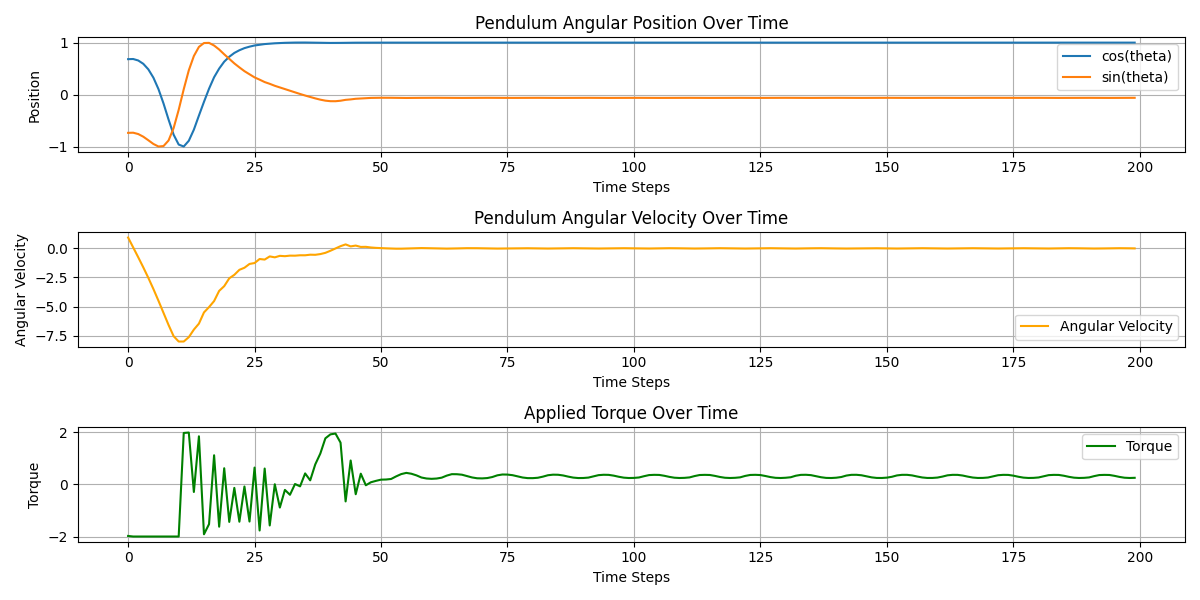 Pendulum Angular Position Over Time
1
0
−1
Position
cos(theta)
sin(theta)
0 25 50 75 100 125 150 175 200
Time Steps
Pendulum Angular Velocity Over Time
0.0
−2.5
−5.0
−7.5
Angular Velocity
Angular Velocity
0 25 50 75 100 125 150 175 200
Time Steps
Applied Torque Over Time
2
0
−2
Torque
Torque
0 25 50 75 100 125 150 175 200
Time Steps